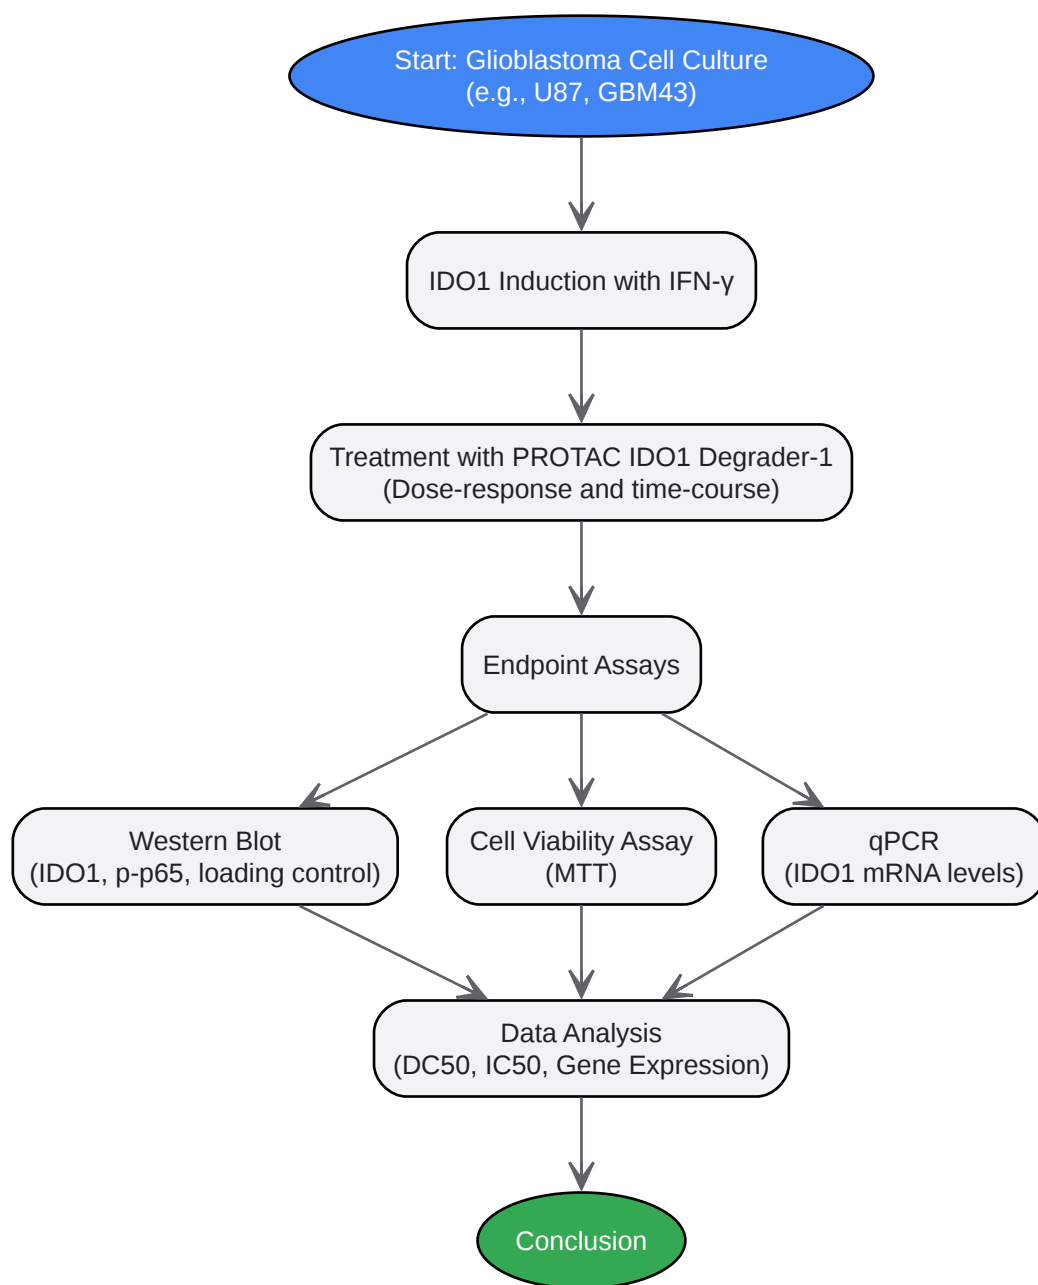 Start: Glioblastoma Cell Culture
(e.g., U87, GBM43)
IDO1 Induction with IFN-γ
Treatment with PROTAC IDO1 Degrader-1
(Dose-response and time-course)
Endpoint Assays
Western Blot
(IDO1, p-p65, loading control)
Cell Viability Assay
(MTT)
qPCR
(IDO1 mRNA levels)
Data Analysis
(DC50, IC50, Gene Expression)
Conclusion